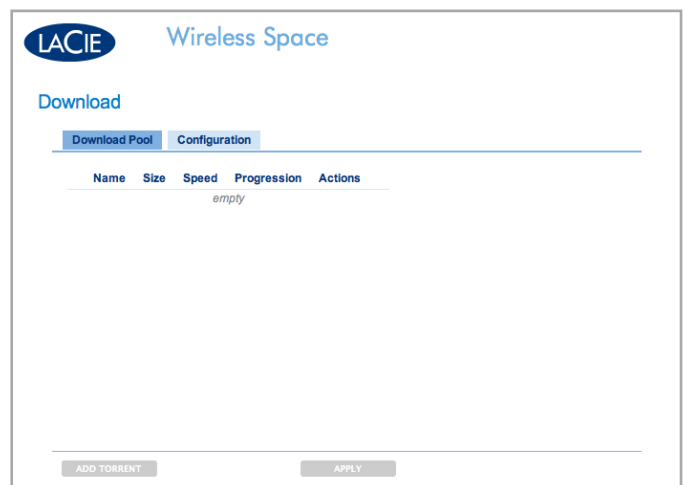 LACIE Wireless Space
Download
Download Pool Configuration
Name Size Speed Progression Actions
empty
ADD TORRENT APPLY